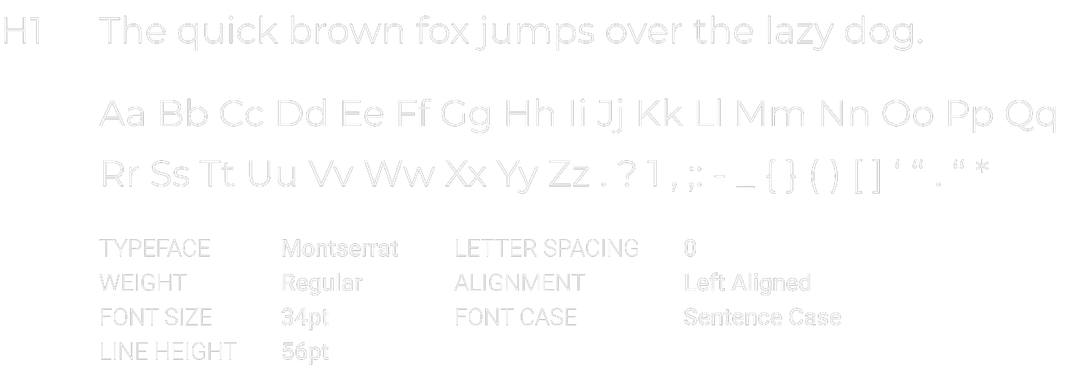 H1 The quick brown fox jumps over the lazy dog.
Aa Bb Cc Dd Ee Ff Gg Hh Ii Jj Kk Ll Mm Nn Oo Pp Qq
Rr Ss Tt Uu Vv Ww Xx Yy Zz . ? 1 , ;: - _ { } ( ) [ ] ‘ “ . “ *
TYPEFACE Montserrat LETTER SPACING 0
WEIGHT Regular ALIGNMENT Left Aligned
FONT SIZE 34pt FONT CASE Sentence Case
LINE HEIGHT 56pt